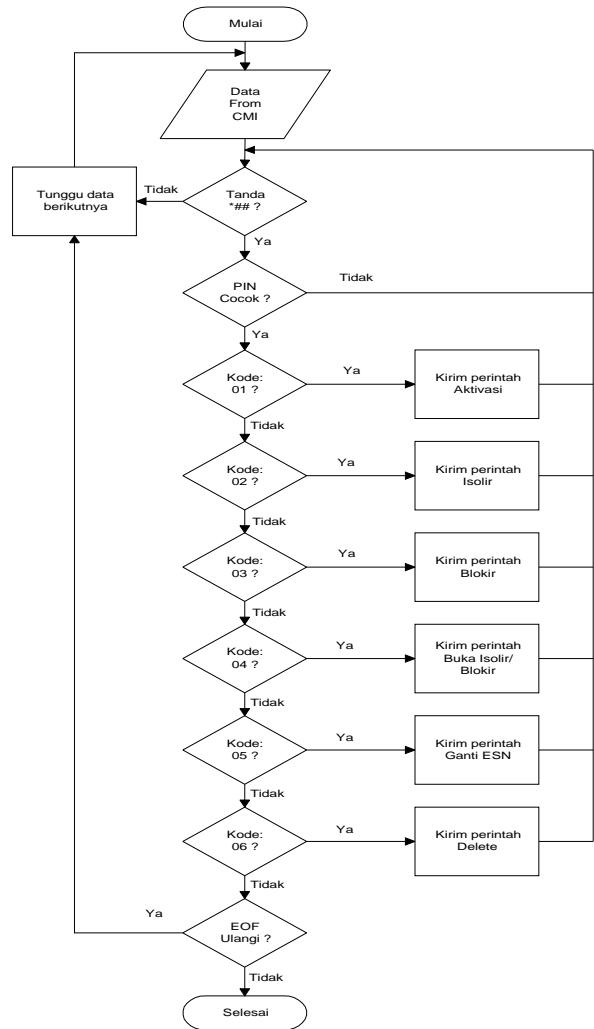 Mulai
Data
From
CMI
Tunggu data
berikutnya
Tidak
Tanda
*## ?
Ya
PIN
Cocok ?
Tidak
Ya
Kode:
01 ?
Ya
Kirim perintah
Aktivasi
Tidak
Kode:
02 ?
Ya
Kirim perintah
Isolir
Tidak
Kode:
03 ?
Ya
Kirim perintah
Blokir
Tidak
Kode:
04 ?
Ya
Kirim perintah
Buka Isolir/
Blokir
Tidak
Kode:
05 ?
Ya
Kirim perintah
Ganti ESN
Tidak
Kode:
06 ?
Ya
Kirim perintah
Delete
Tidak
Ya
EOF
Ulangi ?
Tidak
Selesai